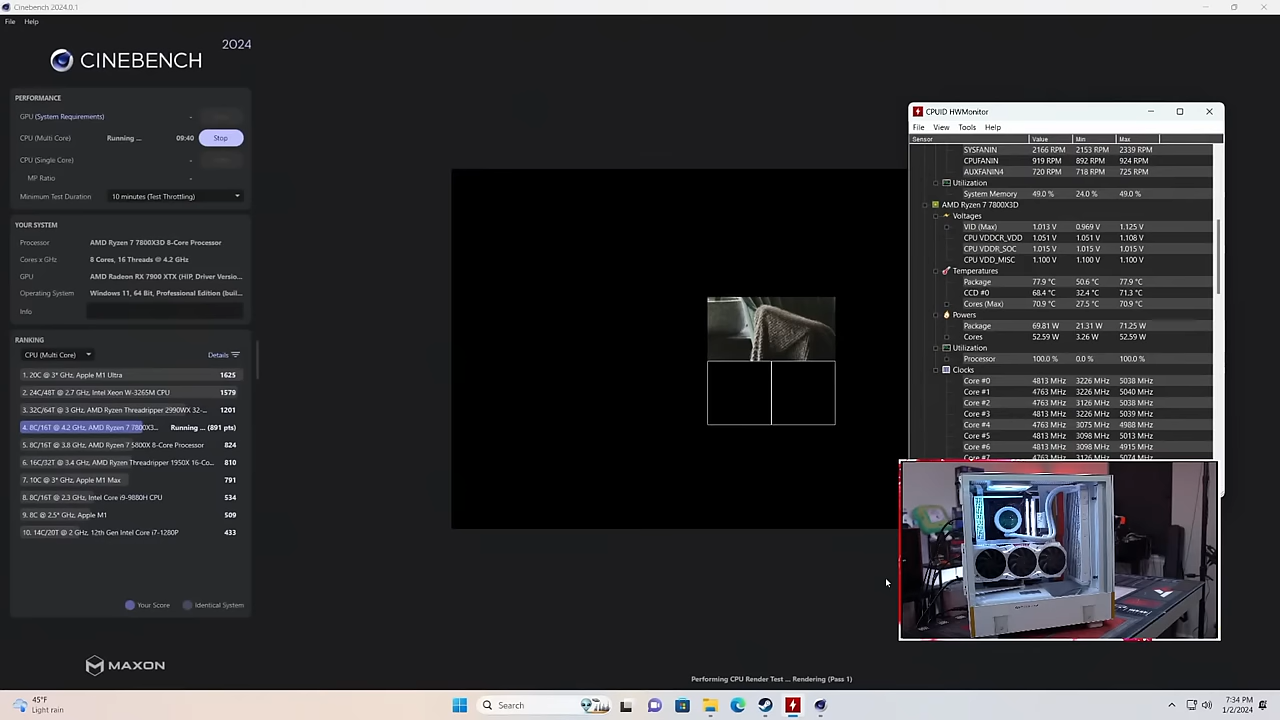 Cinebench 2024.0.1
File Help
CINEBENCH 2024
PERFORMANCE
GPU (System Requirements) -
CPU (Multi Core) Running ... 09:40 Stop
CPU (Single Core) -
MP Ratio -
Minimum Test Duration 10 minutes (Test Throttling)
YOUR SYSTEM
Processor AMD Ryzen 7 7800X3D 8-Core Processor
Cores x GHz 8 Cores, 16 Threads @ 4.2 GHz
GPU AMD Radeon RX 7900 XTX (HIP, Driver Versio...
Operating System Windows 11, 64 Bit, Professional Edition (buil...
Info
RANKING
CPU (Multi Core) Details
1. 20C @ 3* GHz, Apple M1 Ultra 1625
2. 24C/48T @ 2.7 GHz, Intel Xeon W-3265M CPU 1579
3. 32C/64T @ 3 GHz, AMD Ryzen Threadripper 2990WX 32-... 1201
4. 8C/16T @ 4.2 GHz, AMD Ryzen 7 7800X3... Running... (891 pts)
5. 8C/16T @ 3.8 GHz, AMD Ryzen 7 5800X 8-Core Processor 824
6. 16C/32T @ 3.4 GHz, AMD Ryzen Threadripper 1950X 16-Co... 810
7. 10C @ 3* GHz, Apple M1 Max 791
8. 8C/16T @ 2.3 GHz, Intel Core i9-9880H CPU 534
9. 8C @ 2.5* GHz, Apple M1 509
10. 14C/20T @ 2 GHz, 12th Gen Intel Core i7-1280P 433
Your Score Identical System
MAXON
Performing CPU Render Test ... Rendering (Pass 1)
CPUID HWMonitor
File View Tools Help
Sensor Value Min Max
SYSFANIN 2166 RPM 2153 RPM 2339 RPM
CPUFANIN 919 RPM 892 RPM 924 RPM
AUXFANIN4 720 RPM 718 RPM 725 RPM
Utilization
System Memory 49.0 % 24.0 % 49.0 %
AMD Ryzen 7 7800X3D
Voltages
VID (Max) 1.013 V 0.969 V 1.125 V
CPU VDDCR_VDD 1.051 V 1.051 V 1.108 V
CPU VDDR_SOC 1.015 V 1.015 V 1.015 V
CPU VDD_MISC 1.100 V 1.100 V 1.100 V
Temperatures
Package 77.9 °C 50.6 °C 77.9 °C
CCD #0 68.4 °C 32.4 °C 71.3 °C
Cores (Max) 70.9 °C 27.5 °C 70.9 °C
Powers
Package 69.81 W 21.31 W 71.25 W
Cores 52.59 W 3.26 W 52.59 W
Utilization
Processor 100.0 % 0.0 % 100.0 %
Clocks
Core #0 4813 MHz 3226 MHz 5038 MHz
Core #1 4763 MHz 3226 MHz 5040 MHz
Core #2 4763 MHz 3126 MHz 5038 MHz
Core #3 4813 MHz 3226 MHz 5039 MHz
Core #4 4763 MHz 3075 MHz 4988 MHz
Core #5 4813 MHz 3098 MHz 5013 MHz
Core #6 4813 MHz 3098 MHz 4915 MHz
Core #7 4763 MHz 3126 MHz 5074 MHz
45°F
Light rain
Search
7:34 PM
1/2/2024